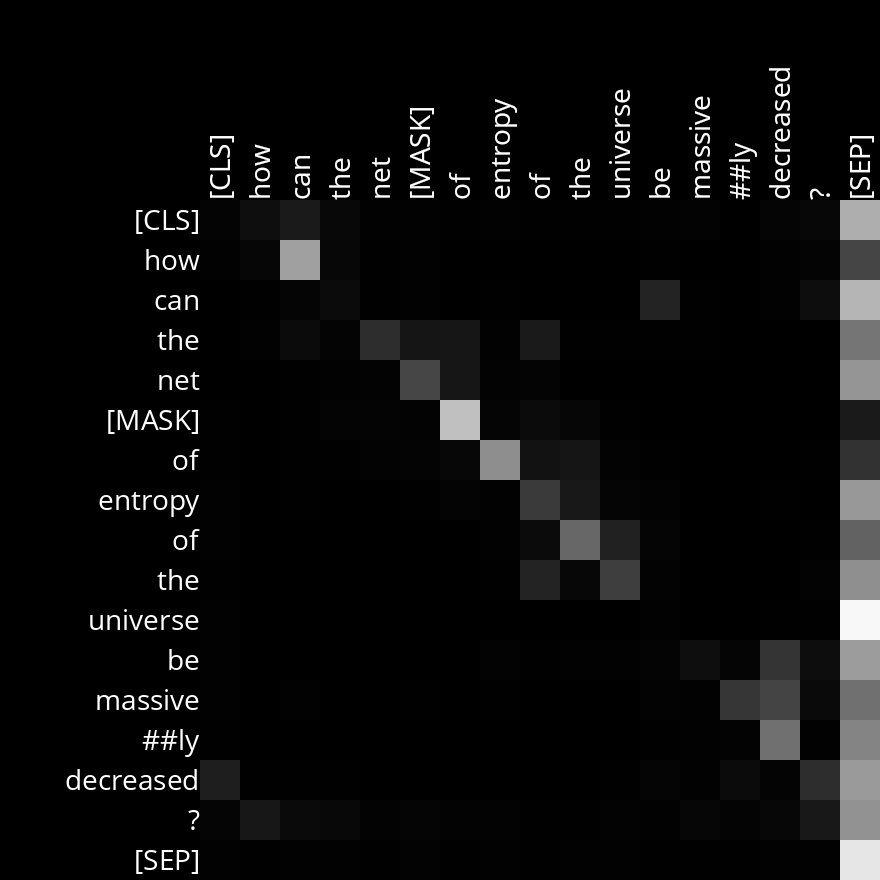 [CLS] how can the net [MASK] of entropy of the universe be massive ##ly decreased ? [SEP]
[CLS]
how
can
the
net
[MASK]
of
entropy
of
the
universe
be
massive
##ly
decreased
?
[SEP]